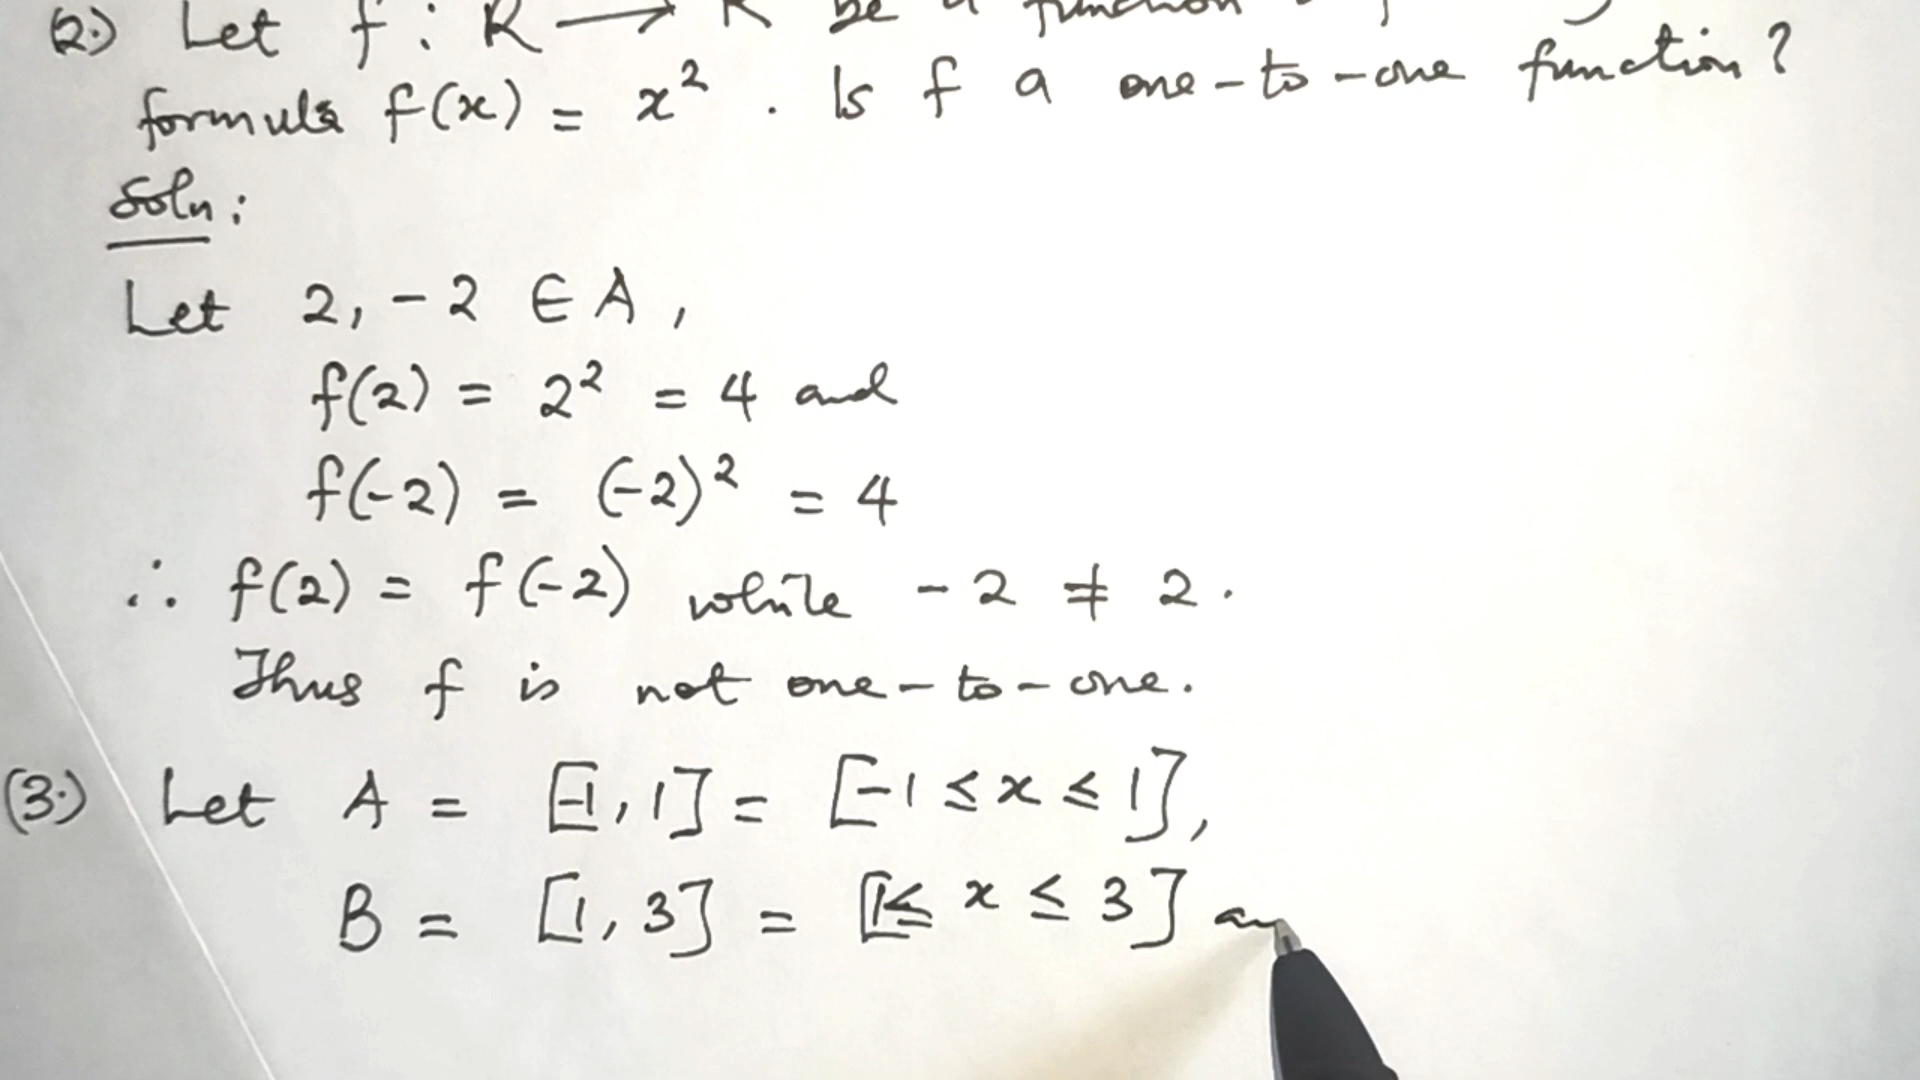 (2.) Let f : R → R be a function
formula f(x) = x² . Is f a one-to-one function?
Soln:
Let 2, -2 ∈ A,
f(2) = 2² = 4 and
f(-2) = (-2)² = 4
∴ f(2) = f(-2) while -2 ≠ 2.
Thus f is not one-to-one.
(3.) Let A = [-1, 1] = [-1 ≤ x ≤ 1],
B = [1, 3] = [1 ≤ x ≤ 3]